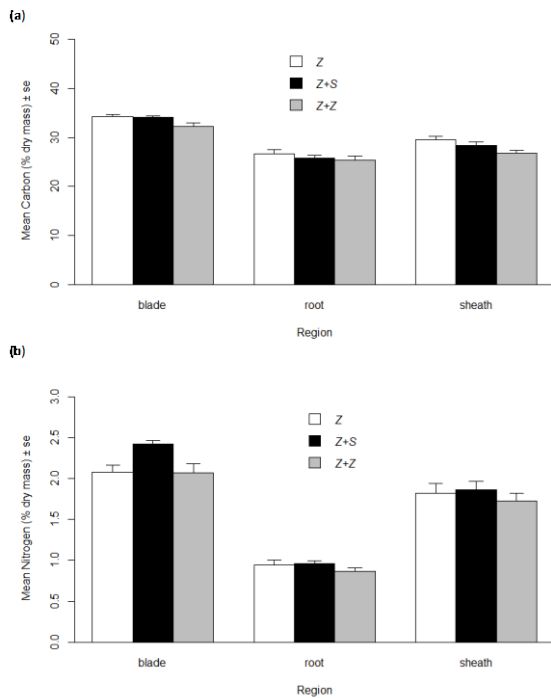 (a)
50
40
30
20
10
0
Mean Carbon (% dry mass) ± se
Z
Z+S
Z+Z
blade root sheath
Region
(b)
3.0
2.5
2.0
1.5
1.0
0.5
0.0
Mean Nitrogen (% dry mass) ± se
Z
Z+S
Z+Z
blade root sheath
Region